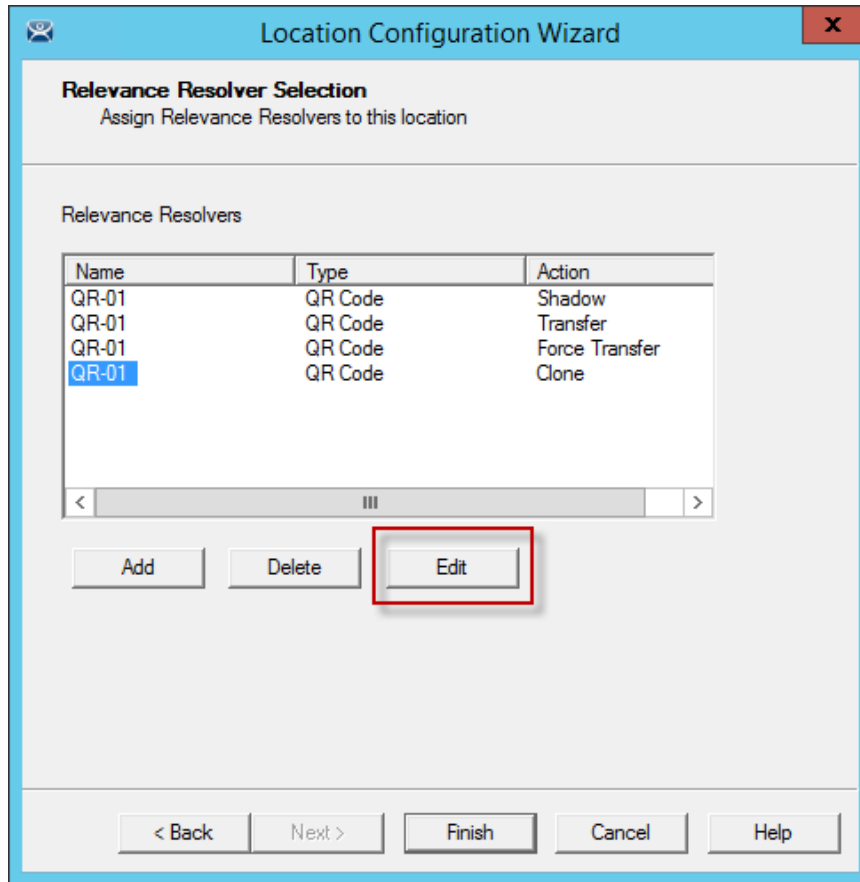 Location Configuration Wizard
x
Relevance Resolver Selection
Assign Relevance Resolvers to this location
Relevance Resolvers
Name Type Action
QR-01 QR Code Shadow
QR-01 QR Code Transfer
QR-01 QR Code Force Transfer
QR-01 QR Code Clone
Add Delete Edit
< Back Next > Finish Cancel Help